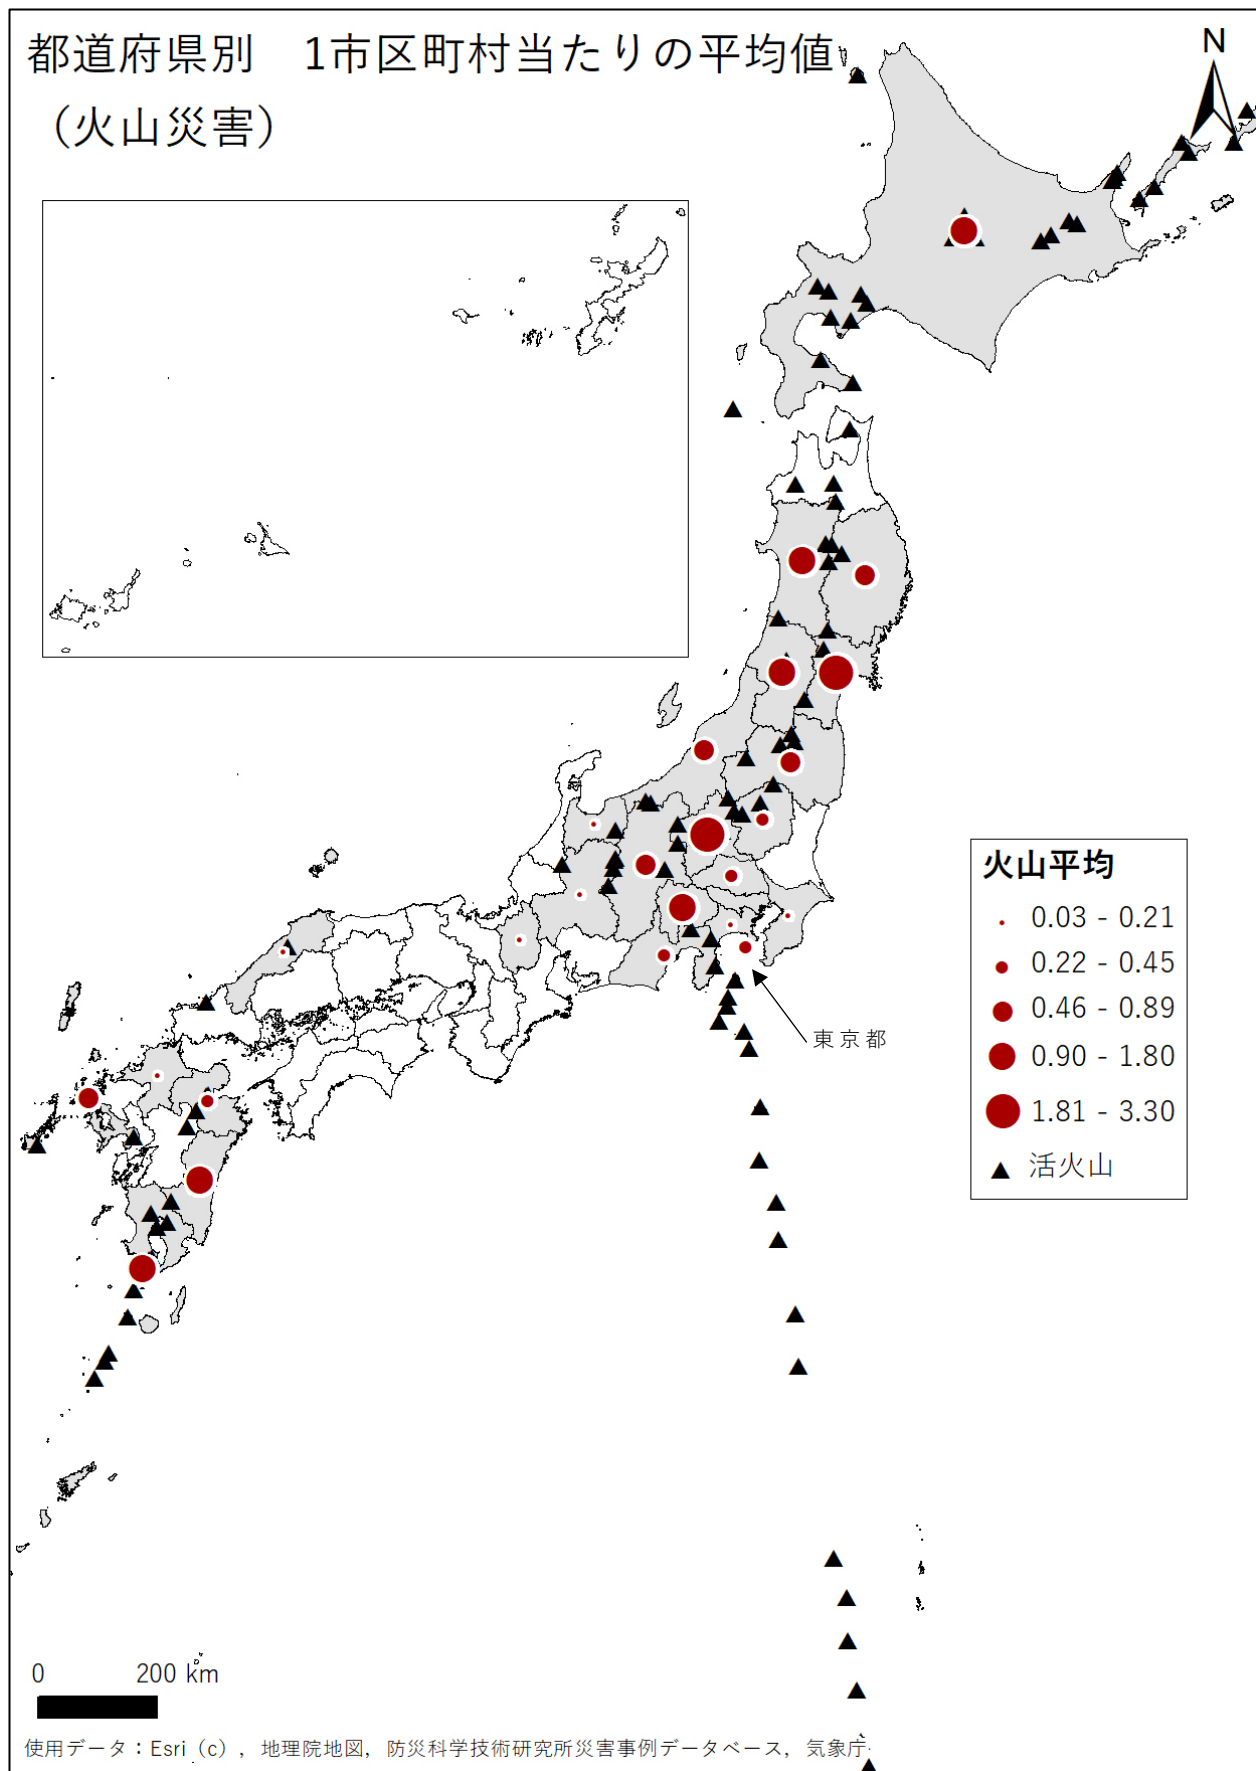 都道府県別　1市区町村当たりの平均値
（火山災害）
N
火山平均
0.03 - 0.21
0.22 - 0.45
0.46 - 0.89
0.90 - 1.80
1.81 - 3.30
活火山
東京都
0 200 km
使用データ：Esri（c），地理院地図，防災科学技術研究所災害事例データベース，気象庁